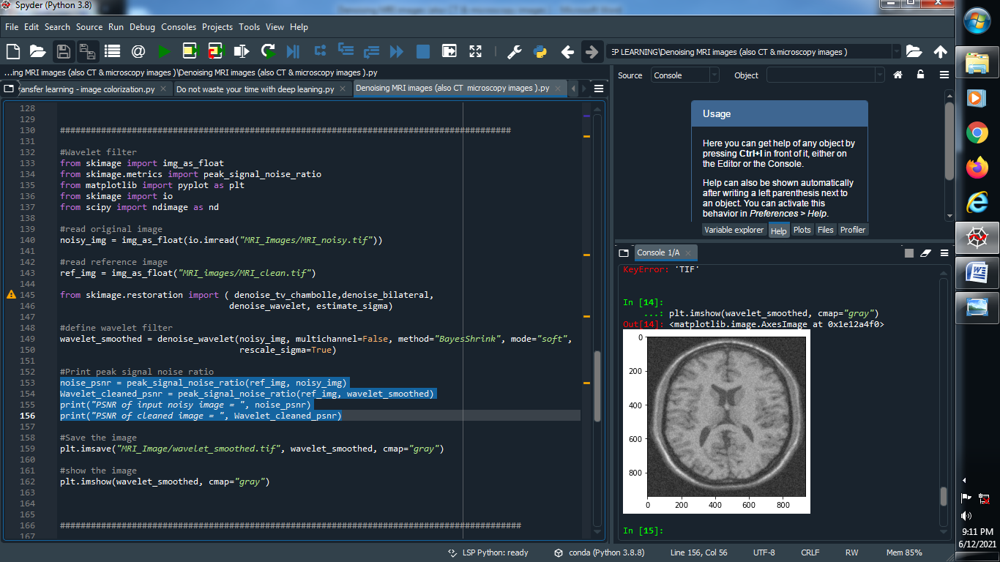 Spyder (Python 3.8)
File Edit Search Source Run Debug Consoles Projects Tools View Help
EP LEARNING\Denoising MRI images (also CT & microscopy images )
...ing MRI images (also CT & microscopy images )\Denoising MRI images (also CT & microscopy images ).py
ansfer learning - image colorization.py
Do not waste your time with deep leaning.py
Denoising MRI images (also CT microscopy images ).py
128
129
130 ########################################################################################
131
132 #Wavelet filter
133 from skimage import img_as_float
134 from skimage.metrics import peak_signal_noise_ratio
135 from matplotlib import pyplot as plt
136 from skimage import io
137 from scipy import ndimage as nd
138
139 #read original image
140 noisy_img = img_as_float(io.imread("MRI_Images/MRI_noisy.tif"))
141
142 #read reference image
143 ref_img = img_as_float("MRI_images/MRI_clean.tif")
144
145 from skimage.restoration import ( denoise_tv_chambolle,denoise_bilateral,
146 denoise_wavelet, estimate_sigma)
147
148 #define wavelet filter
149 wavelet_smoothed = denoise_wavelet(noisy_img, multichannel=False, method="BayesShrink", mode="soft",
150 rescale_sigma=True)
151
152 #Print peak signal noise ratio
153 noise_psnr = peak_signal_noise_ratio(ref_img, noisy_img)
154 Wavelet_cleaned_psnr = peak_signal_noise_ratio(ref_img, wavelet_smoothed)
155 print("PSNR of input noisy image = ", noise_psnr)
156 print("PSNR of cleaned image = ", Wavelet_cleaned_psnr)
157
158 #Save the image
159 plt.imsave("MRI_Image/wavelet_smoothed.tif", wavelet_smoothed, cmap="gray")
160
161 #show the image
162 plt.imshow(wavelet_smoothed, cmap="gray")
163
164
165
166 ##########################################################################################
167
Source Console Object
Usage
Here you can get help of any object by
pressing Ctrl+I in front of it, either on
the Editor or the Console.
Help can also be shown automatically
after writing a left parenthesis next to
an object. You can activate this
behavior in Preferences > Help.
Variable explorer Help Plots Files Profiler
Console 1/A
KeyError: 'TIF'
In [14]:
...: plt.imshow(wavelet_smoothed, cmap="gray")
Out[14]: <matplotlib.image.AxesImage at 0x1e12a4f0>
0
200
400
600
800
0 200 400 600 800
In [15]:
LSP Python: ready conda (Python 3.8.8) Line 156, Col 56 UTF-8 CRLF RW Mem 85%
9:11 PM
6/12/2021